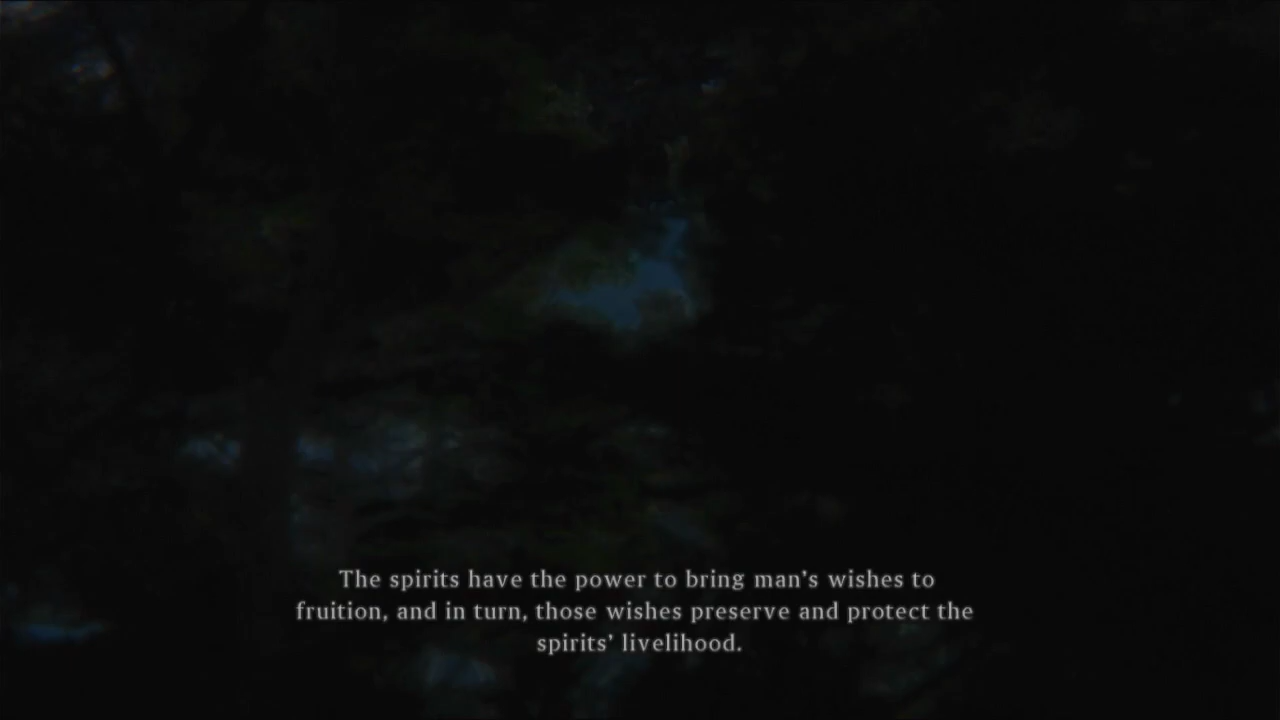 The spirits have the power to bring man's wishes to
fruition, and in turn, those wishes preserve and protect the
spirits' livelihood.